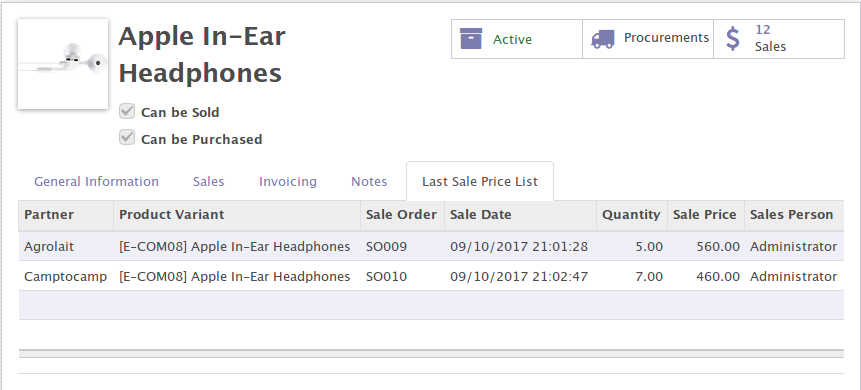 Apple In-Ear
Headphones
Active
Procurements
$ 12
Sales
Can be Sold
Can be Purchased
General Information Sales Invoicing Notes Last Sale Price List
Partner Product Variant Sale Order Sale Date Quantity Sale Price Sales Person
Agrolait [E-COM08] Apple In-Ear Headphones SO009 09/10/2017 21:01:28 5.00 560.00 Administrator
Camptocamp [E-COM08] Apple In-Ear Headphones SO010 09/10/2017 21:02:47 7.00 460.00 Administrator